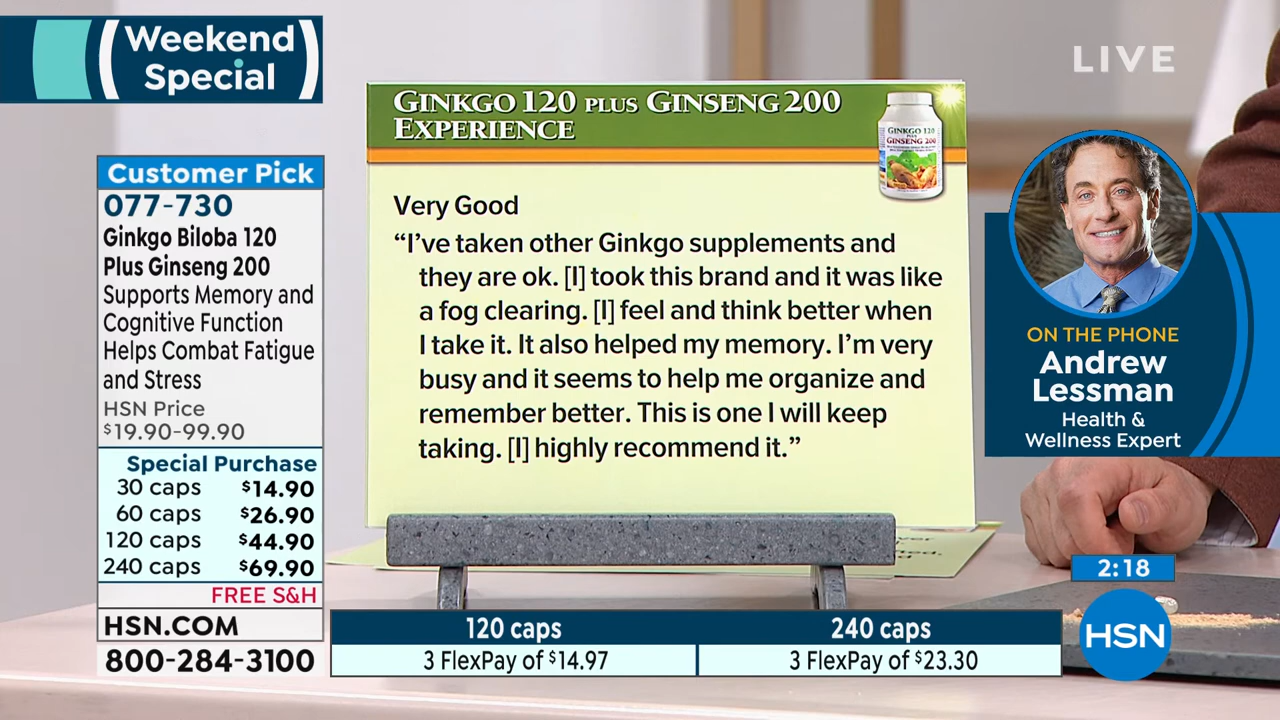 Weekend
Special
LIVE
GINKGO 120 PLUS GINSENG 200
EXPERIENCE
GINKGO 120
PLUS
GINSENG 200
Very Good
“I’ve taken other Ginkgo supplements and
they are ok. [I] took this brand and it was like
a fog clearing. [I] feel and think better when
I take it. It also helped my memory. I’m very
busy and it seems to help me organize and
remember better. This is one I will keep
taking. [I] highly recommend it.”
Customer Pick
077-730
Ginkgo Biloba 120
Plus Ginseng 200
Supports Memory and
Cognitive Function
Helps Combat Fatigue
and Stress
HSN Price
$19.90-99.90
Special Purchase
30 caps $14.90
60 caps $26.90
120 caps $44.90
240 caps $69.90
FREE S&H
HSN.COM
800-284-3100
ON THE PHONE
Andrew
Lessman
Health &
Wellness Expert
2:18
HSN
120 caps
3 FlexPay of $14.97
240 caps
3 FlexPay of $23.30